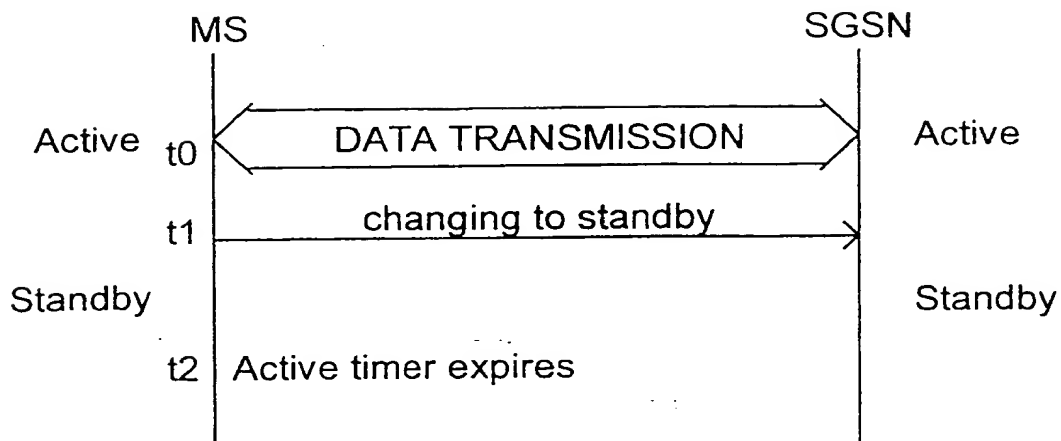 MS
SGSN
Active
t0
DATA TRANSMISSION
Active
t1
changing to standby
Standby
Standby
t2
Active timer expires